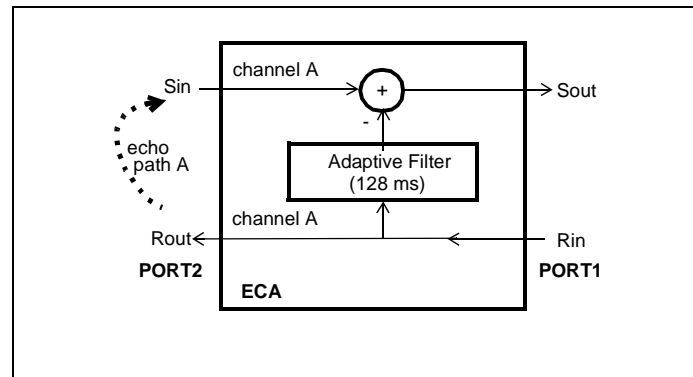 channel A
Sin
+
Sout
-
echo
path A
Adaptive Filter
(128 ms)
channel A
Rout
Rin
PORT2
PORT1
ECA